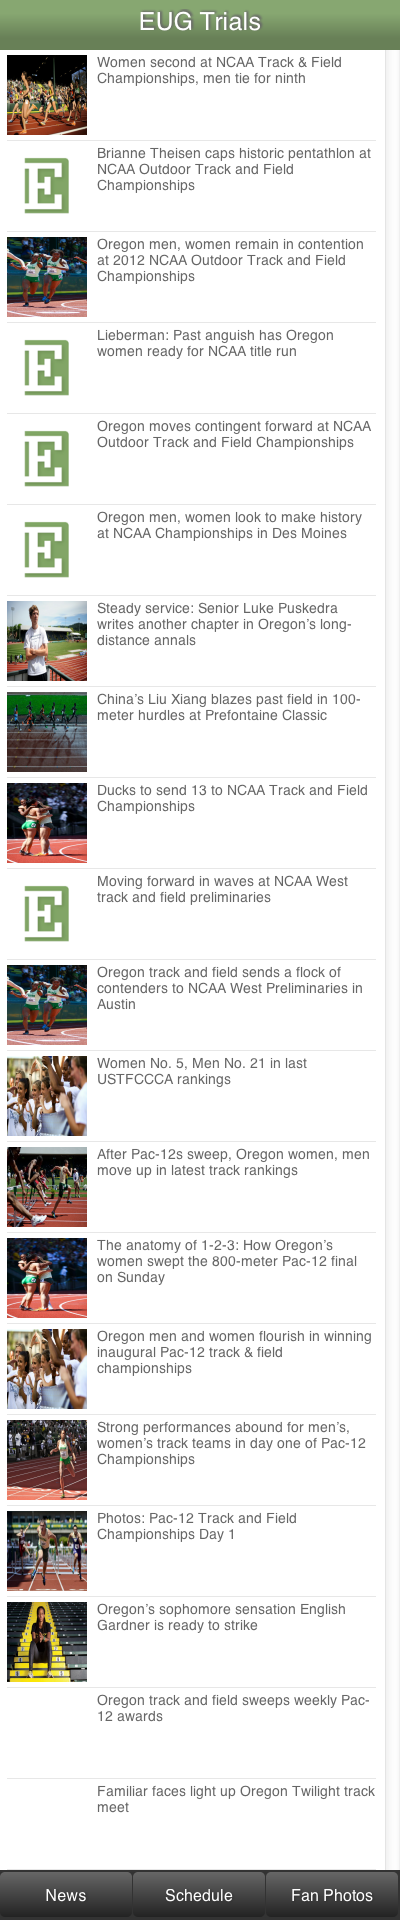 EUG Trials
Women second at NCAA Track & Field
Championships, men tie for ninth
Brianne Theisen caps historic pentathlon at
NCAA Outdoor Track and Field
Championships
E
Oregon men, women remain in contention
at 2012 NCAA Outdoor Track and Field
Championships
Lieberman: Past anguish has Oregon
women ready for NCAA title run
E
Oregon moves contingent forward at NCAA
Outdoor Track and Field Championships
E
Oregon men, women look to make history
at NCAA Championships in Des Moines
E
Steady service: Senior Luke Puskedra
writes another chapter in Oregon’s long-
distance annals
China’s Liu Xiang blazes past field in 100-
meter hurdles at Prefontaine Classic
Ducks to send 13 to NCAA Track and Field
Championships
Moving forward in waves at NCAA West
track and field preliminaries
E
Oregon track and field sends a flock of
contenders to NCAA West Preliminaries in
Austin
Women No. 5, Men No. 21 in last
USTFCCCA rankings
After Pac-12s sweep, Oregon women, men
move up in latest track rankings
The anatomy of 1-2-3: How Oregon’s
women swept the 800-meter Pac-12 final
on Sunday
Oregon men and women flourish in winning
inaugural Pac-12 track & field
championships
Strong performances abound for men’s,
women’s track teams in day one of Pac-12
Championships
Photos: Pac-12 Track and Field
Championships Day 1
Oregon’s sophomore sensation English
Gardner is ready to strike
Oregon track and field sweeps weekly Pac-
12 awards
Familiar faces light up Oregon Twilight track
meet
News
Schedule
Fan Photos